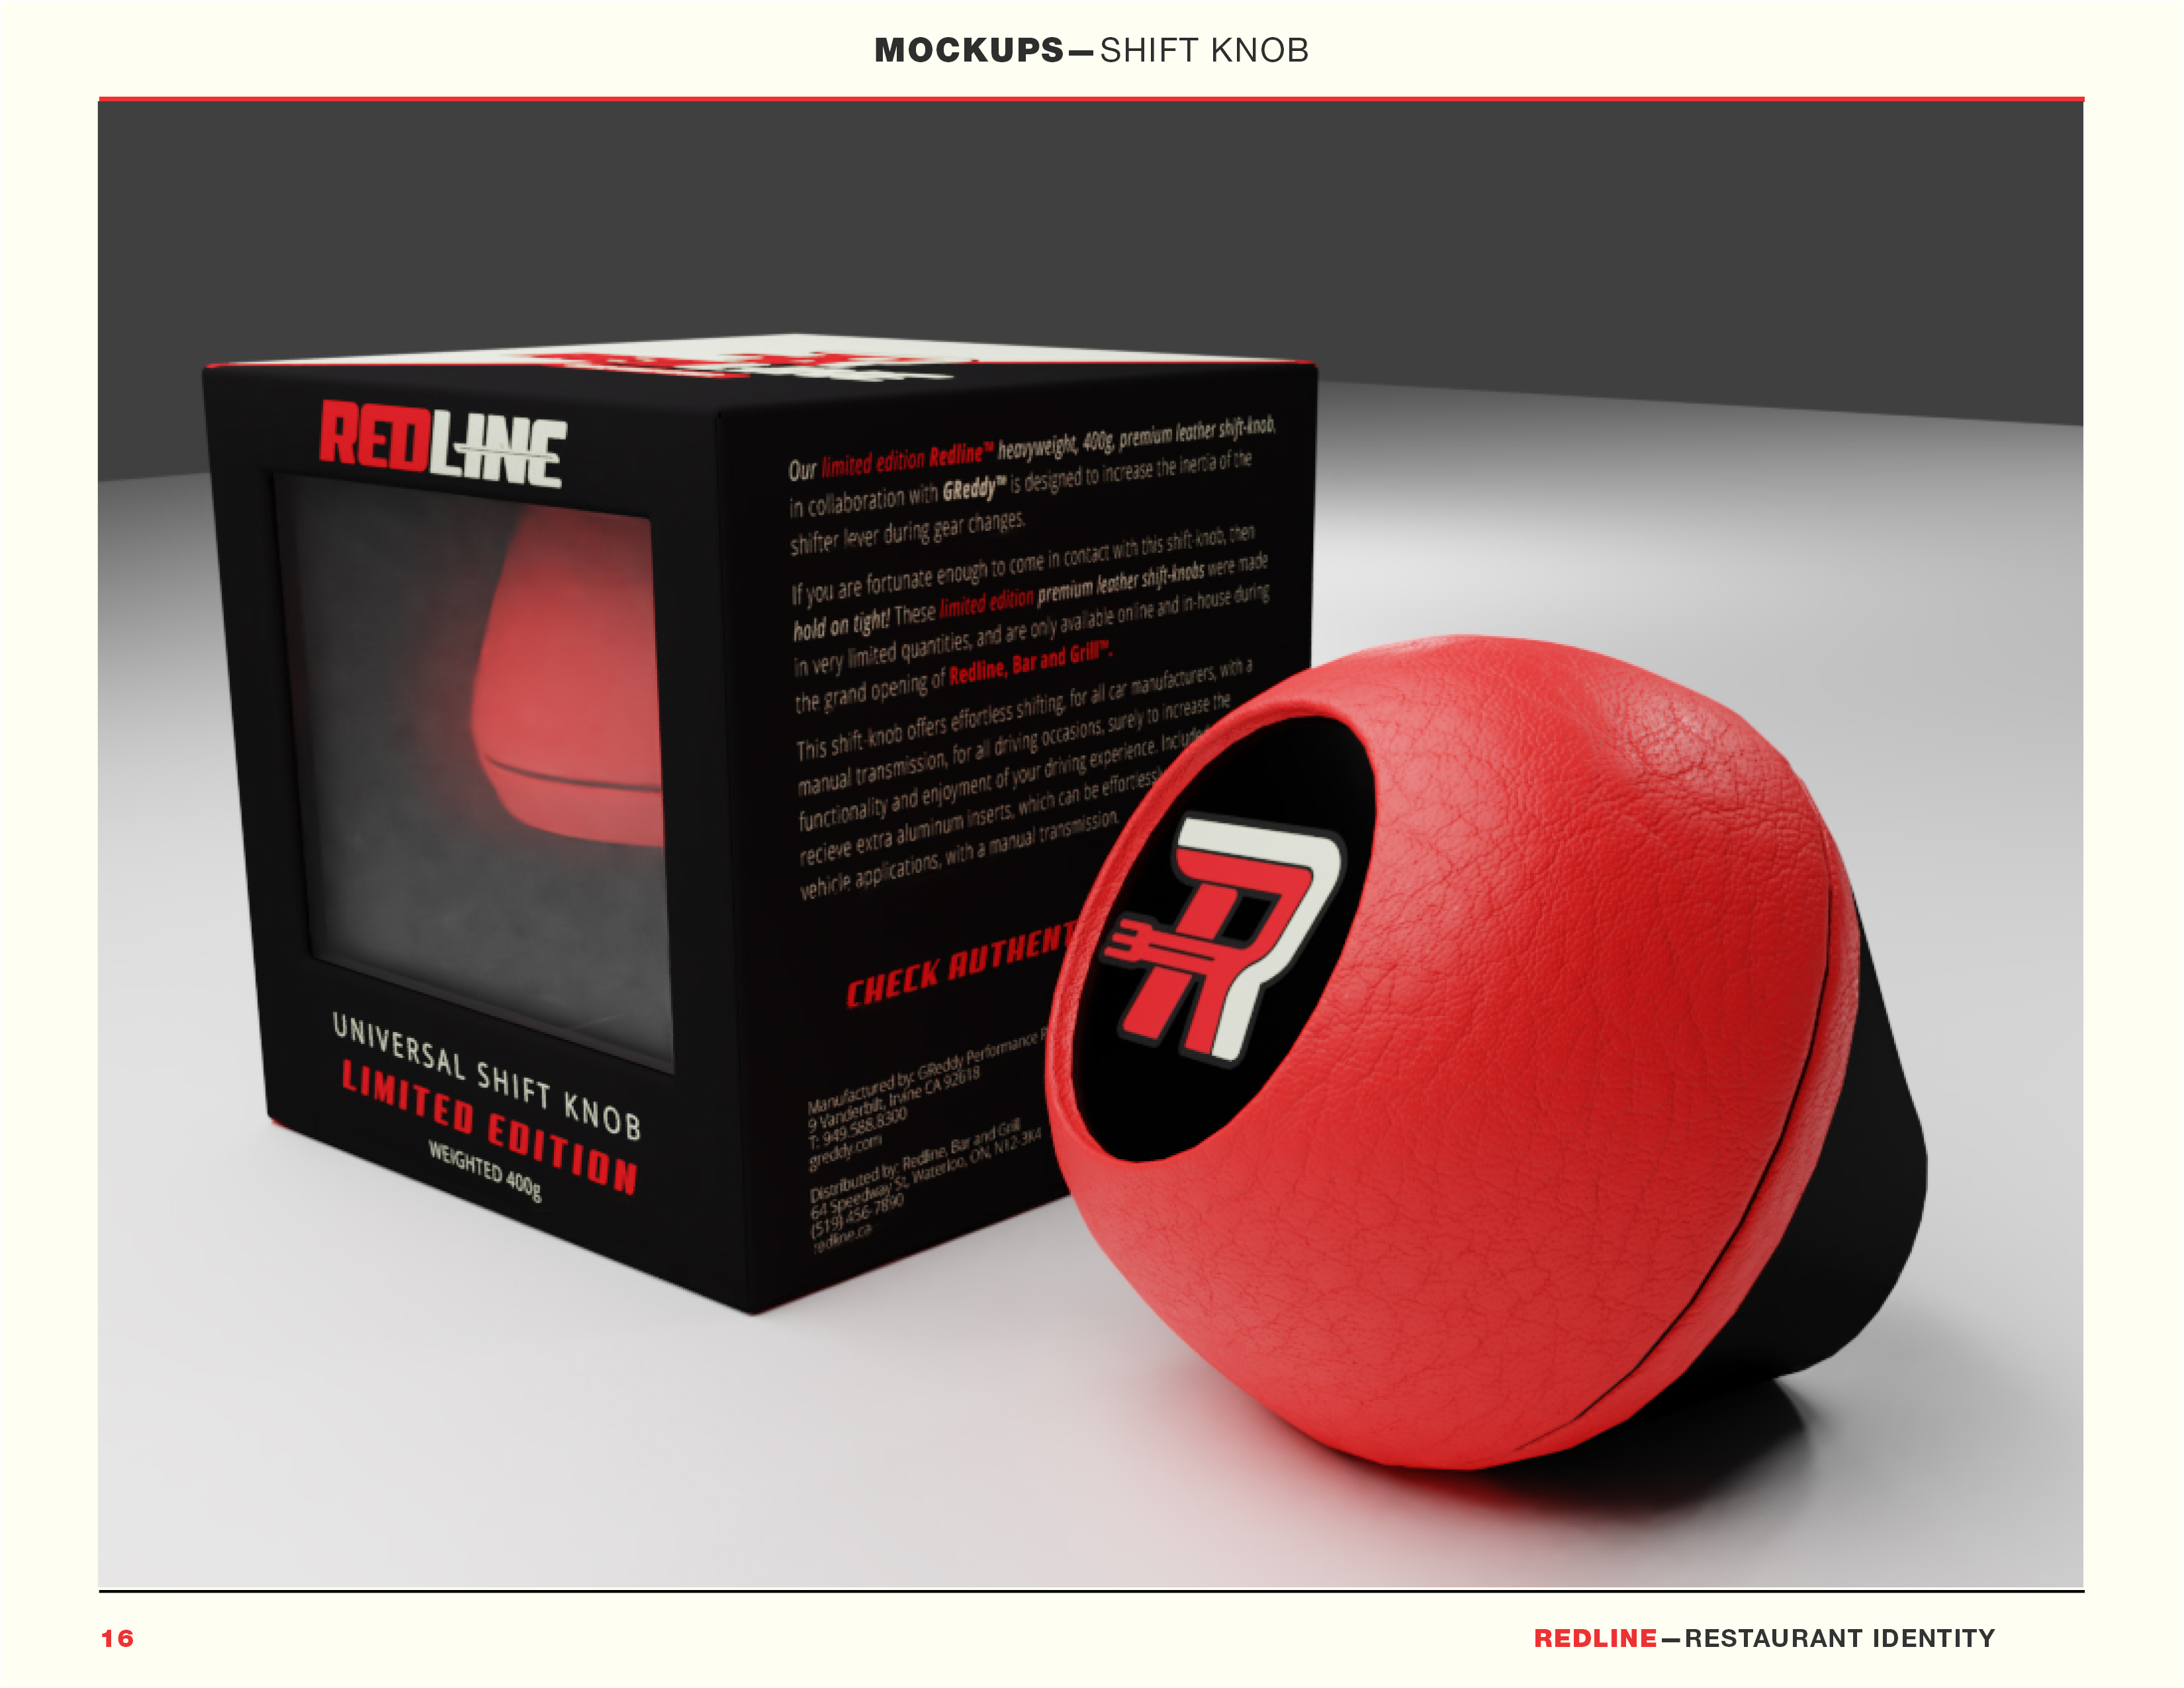 MOCKUPS—SHIFT KNOB
REDLINE
UNIVERSAL SHIFT KNOB
LIMITED EDITION
WEIGHTED 400g
Our limited edition Redline™ heavyweight, 400g, premium leather shift-knob,
in collaboration with GReddy™ is designed to increase the inertia of the
shifter lever during gear changes.
If you are fortunate enough to come in contact with this shift-knob, then
hold on tight! These limited edition premium leather shift-knobs were made
in very limited quantities, and are only available online and in-house during
the grand opening of Redline, Bar and Grill™.
This shift-knob offers effortless shifting, for all car manufacturers, with a
manual transmission, for all driving occasions, surely to increase the
functionality and enjoyment of your driving experience.
recieve extra aluminum inserts, which can be
vehicle applications, with a manual transmission.
CHECK
Manufactured by: GReddy Performance
9 Vanderbilt, Irvine CA 92618
T: 949.588.8300
greddy.com
Distributed by: Redline, Bar and Grill
64 Speedway St, Waterloo, ON, N12-3K4
(519) 456-7890
redline.ca
R
16
REDLINE—RESTAURANT IDENTITY